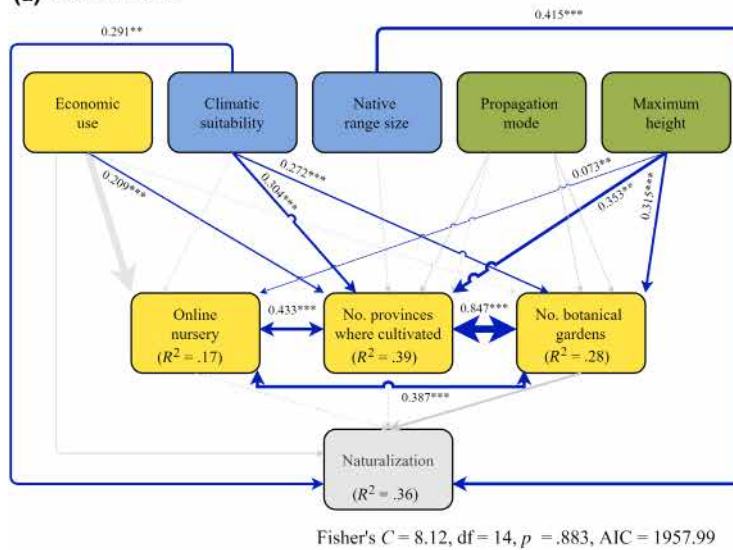 0.291**
0.415***
Economic
use
Climatic
suitability
Native
range size
Propagation
mode
Maximum
height
0.209***
0.304***
0.272***
0.073**
0.353**
0.315***
Online
nursery
(R² = .17)
0.433***
No. provinces
where cultivated
(R² = .39)
0.847***
No. botanical
gardens
(R² = .28)
0.387***
Naturalization
(R² = .36)
Fisher's C = 8.12, df = 14, p = .883, AIC = 1957.99